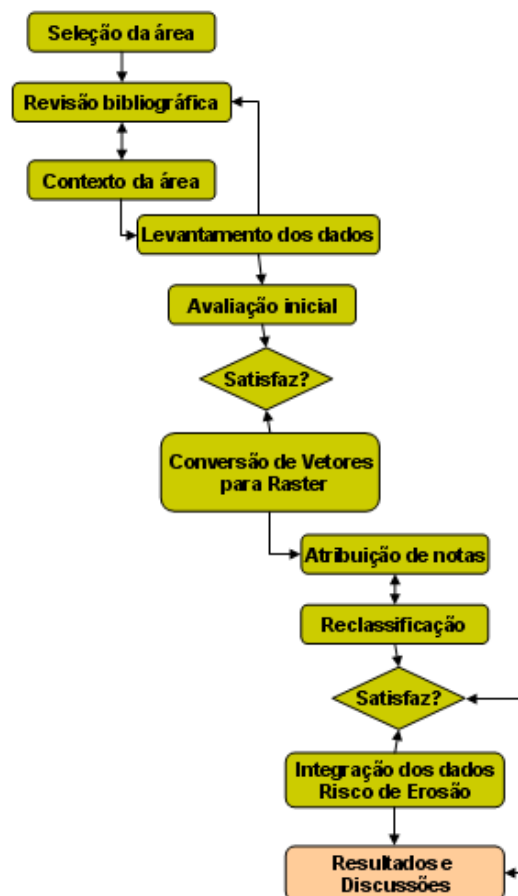 Seleção da área
Revisão bibliográfica
Contexto da área
Levantamento dos dados
Avaliação inicial
Satisfaz?
Conversão de Vetores
para Raster
Atribuição de notas
Reclassificação
Satisfaz?
Integração dos dados
Risco de Erosão
Resultados e
Discussões